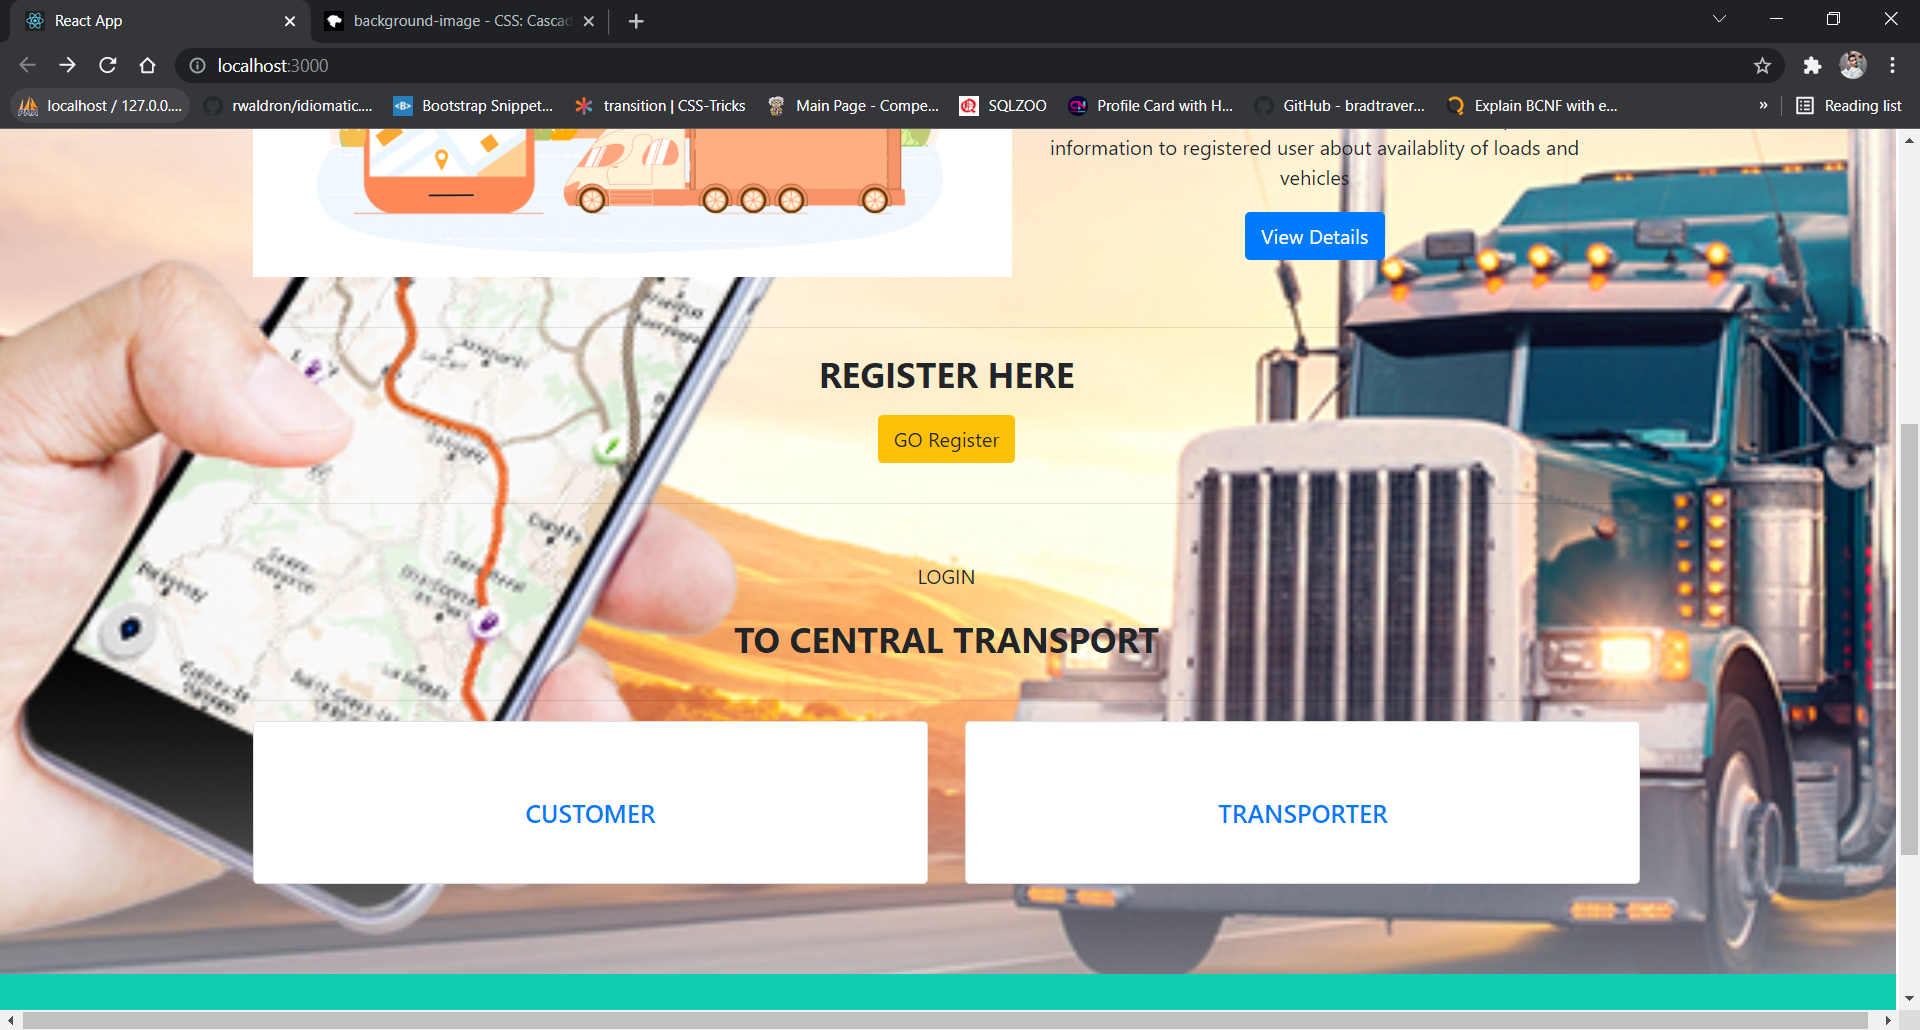 React App
background-image - CSS: Cascad
localhost:3000
localhost / 127.0.0....
rwaldron/idiomatic....
Bootstrap Snippet...
transition | CSS-Tricks
Main Page - Compe...
SQLZOO
Profile Card with H...
GitHub - bradtraver...
Explain BCNF with e...
»
Reading list
information to registered user about availablity of loads and
vehicles
View Details
REGISTER HERE
GO Register
LOGIN
TO CENTRAL TRANSPORT
CUSTOMER
TRANSPORTER